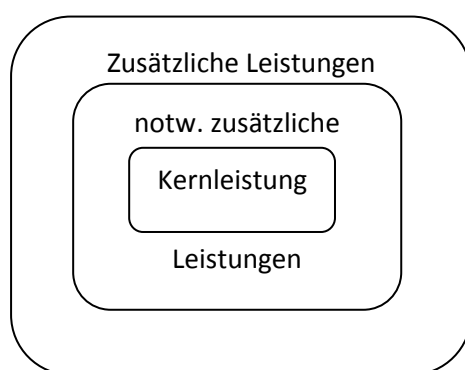 Zusätzliche Leistungen
notw. zusätzliche
Kernleistung
Leistungen